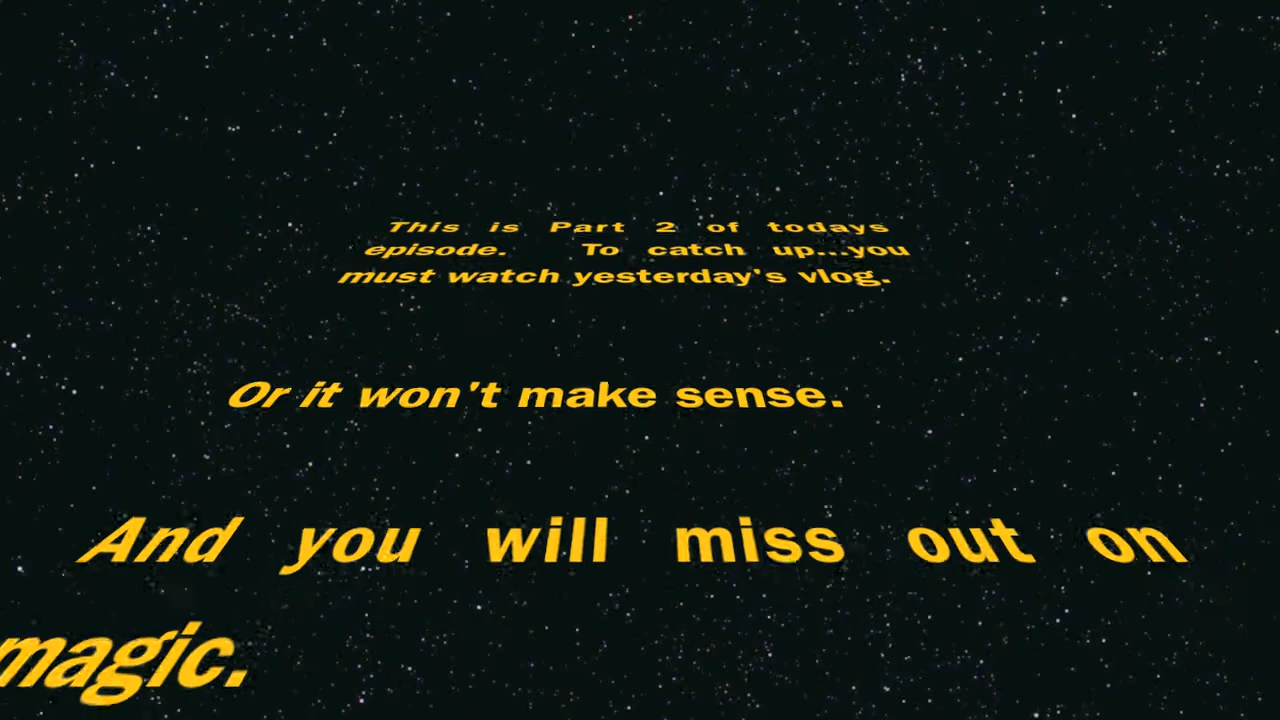 This is Part 2 of todays
episode. To catch up...you
must watch yesterday's vlog.
Or it won't make sense.
And you will miss out on
magic.